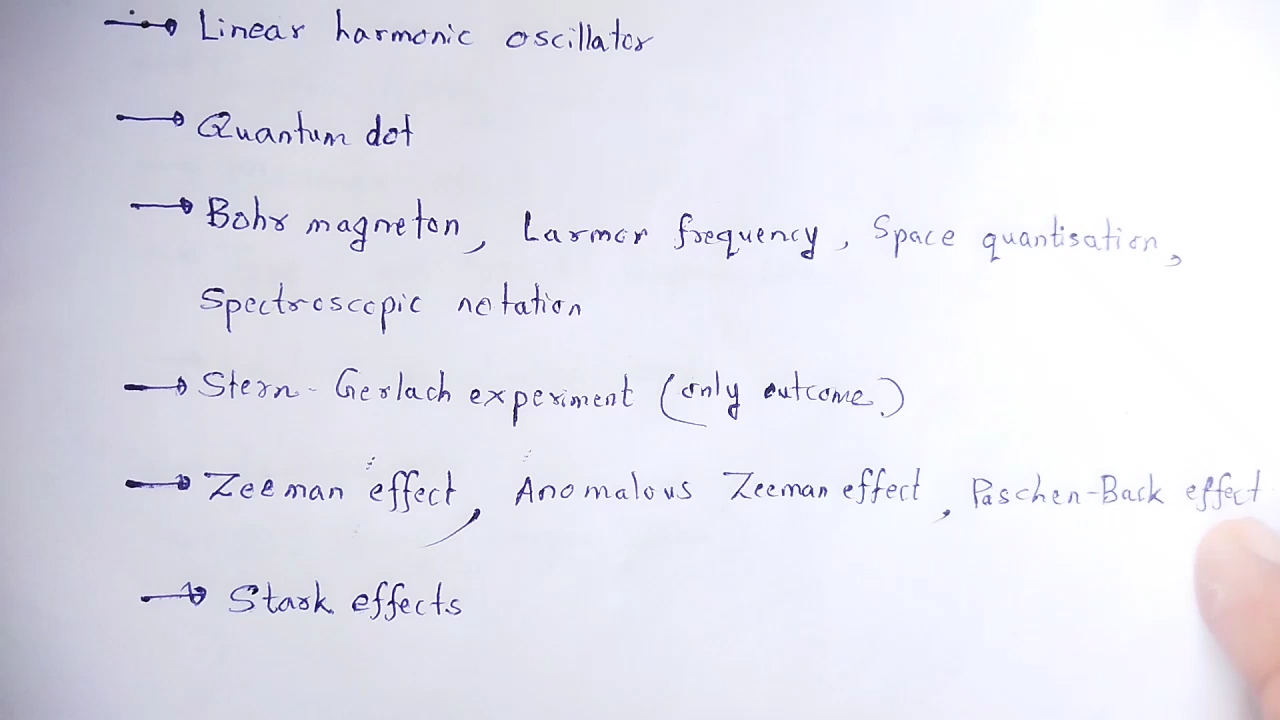 Linear harmonic oscillator
Quantum dot
Bohr magneton, Larmor frequency, Space quantisation,
Spectroscopic notation
Stern-Gerlach experiment (only outcome.)
Zeeman effect, Anomalous Zeeman effect, Paschen-Back effect
Stark effects